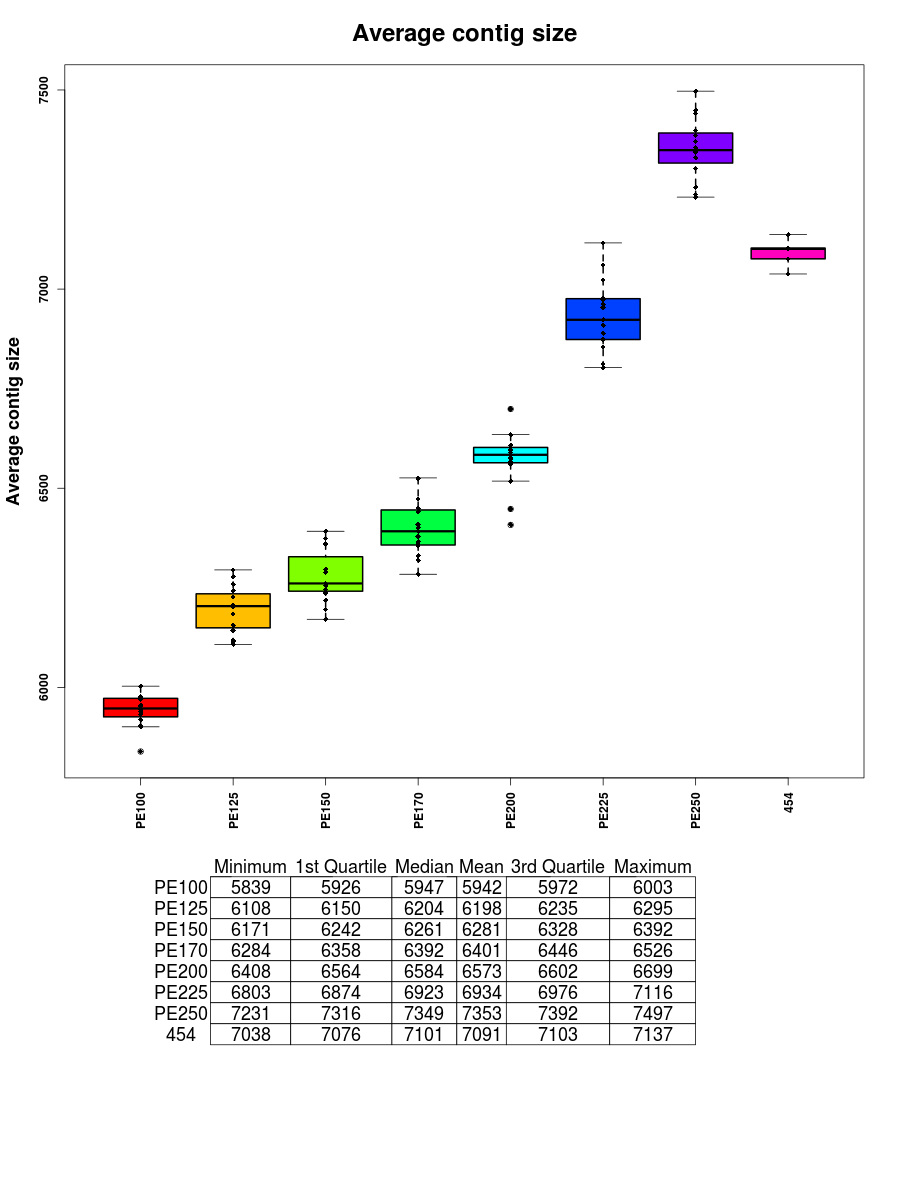 Average contig size
Average contig size
7500
7000
6500
6000
PE100 PE125 PE150 PE170 PE200 PE225 PE250 454
Minimum 1st Quartile Median Mean 3rd Quartile Maximum
PE100 5839 5926 5947 5942 5972 6003
PE125 6108 6150 6204 6198 6235 6295
PE150 6171 6242 6261 6281 6328 6392
PE170 6284 6358 6392 6401 6446 6526
PE200 6408 6564 6584 6573 6602 6699
PE225 6803 6874 6923 6934 6976 7116
PE250 7231 7316 7349 7353 7392 7497
454 7038 7076 7101 7091 7103 7137